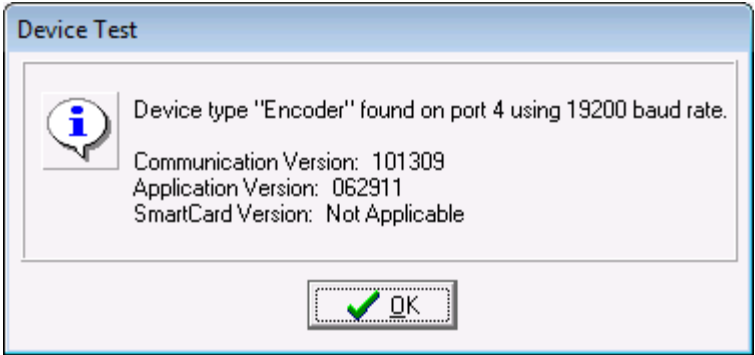 Device Test
Device type "Encoder" found on port 4 using 19200 baud rate.
Communication Version:  101309
Application Version:  062911
SmartCard Version:  Not Applicable
OK